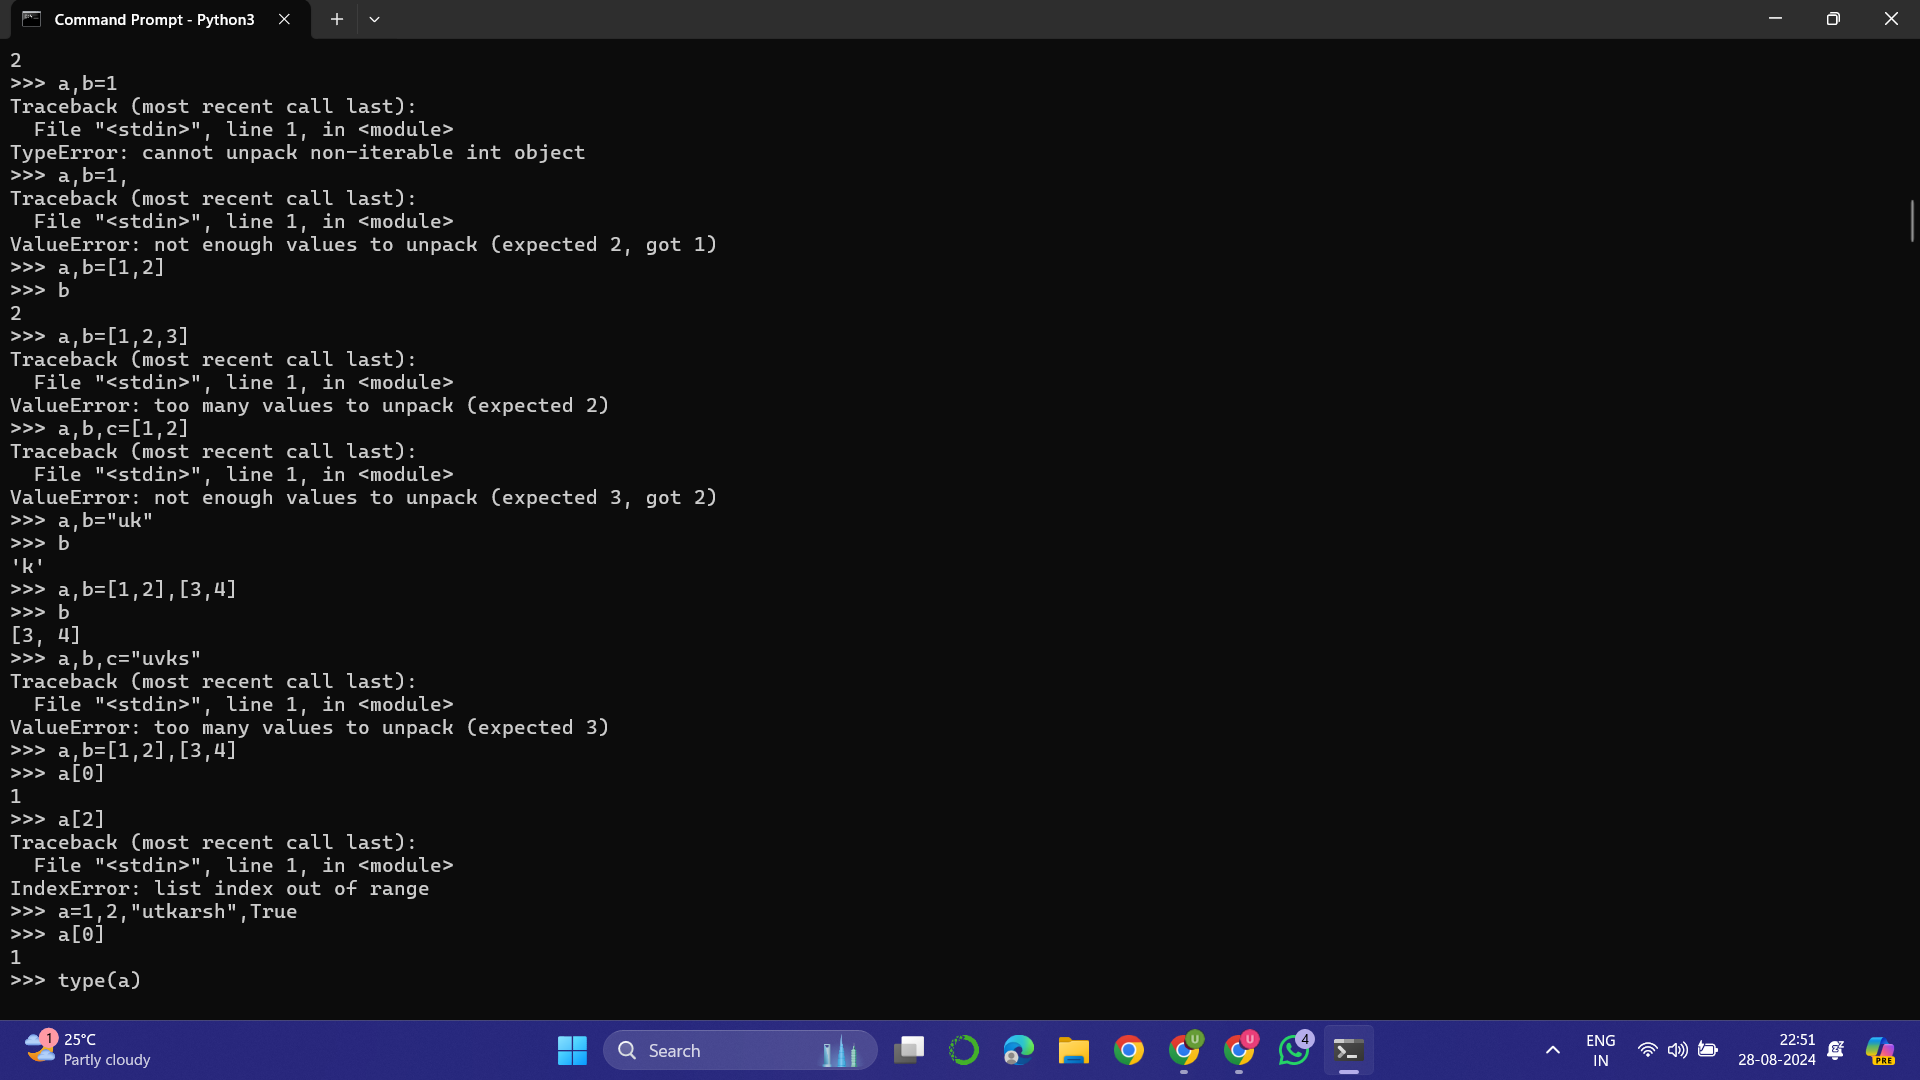 Command Prompt - Python3
2
>>> a,b=1
Traceback (most recent call last):
  File "<stdin>", line 1, in <module>
TypeError: cannot unpack non-iterable int object
>>> a,b=1,
Traceback (most recent call last):
  File "<stdin>", line 1, in <module>
ValueError: not enough values to unpack (expected 2, got 1)
>>> a,b=[1,2]
>>> b
2
>>> a,b=[1,2,3]
Traceback (most recent call last):
  File "<stdin>", line 1, in <module>
ValueError: too many values to unpack (expected 2)
>>> a,b,c=[1,2]
Traceback (most recent call last):
  File "<stdin>", line 1, in <module>
ValueError: not enough values to unpack (expected 3, got 2)
>>> a,b="uk"
>>> b
'k'
>>> a,b=[1,2],[3,4]
>>> b
[3, 4]
>>> a,b,c="uvks"
Traceback (most recent call last):
  File "<stdin>", line 1, in <module>
ValueError: too many values to unpack (expected 3)
>>> a,b=[1,2],[3,4]
>>> a[0]
1
>>> a[2]
Traceback (most recent call last):
  File "<stdin>", line 1, in <module>
IndexError: list index out of range
>>> a=1,2,"utkarsh",True
>>> a[0]
1
>>> type(a)
1
25°C
Partly cloudy
Search
U
U
4
ENG
IN
22:51
28-08-2024
PRE